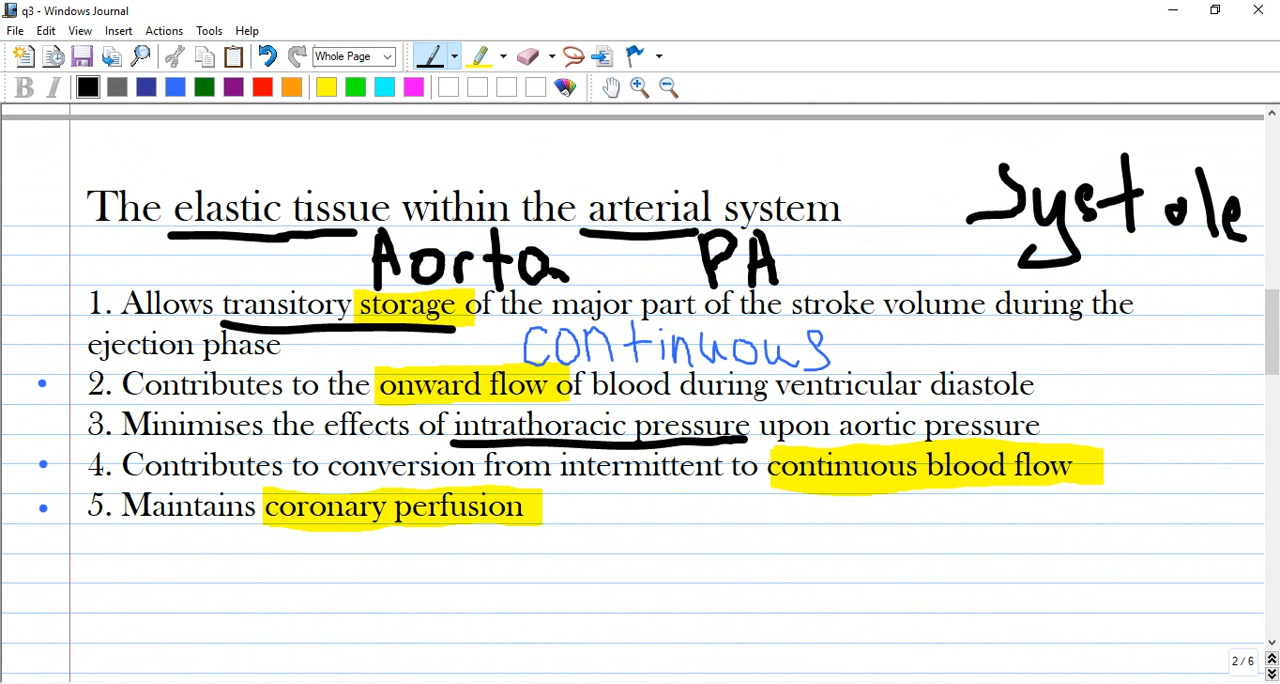 q3 - Windows Journal
File Edit View Insert Actions Tools Help
Whole Page
B I
The elastic tissue within the arterial system
Systole
Aorta PA
1. Allows transitory storage of the major part of the stroke volume during the
ejection phase
continuous
2. Contributes to the onward flow of blood during ventricular diastole
3. Minimises the effects of intrathoracic pressure upon aortic pressure
4. Contributes to conversion from intermittent to continuous blood flow
5. Maintains coronary perfusion
2 / 6